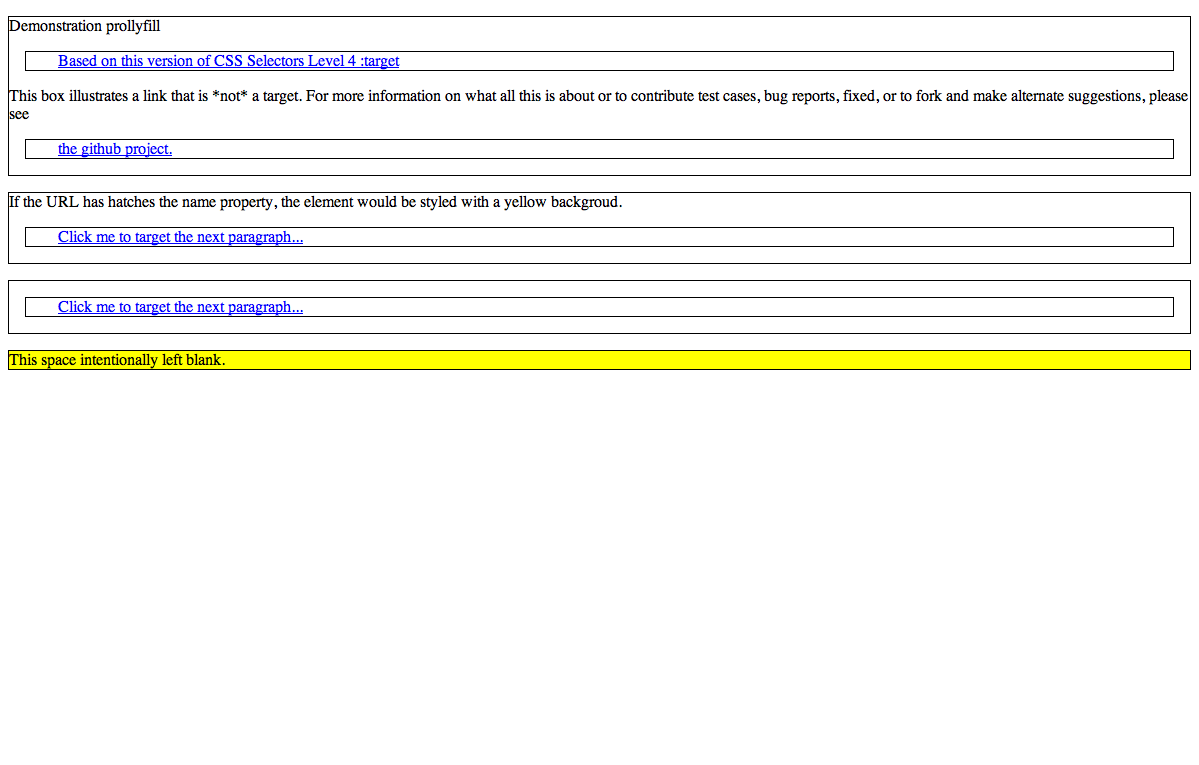 Demonstration prollyfill
Based on this version of CSS Selectors Level 4 :target
This box illustrates a link that is *not* a target. For more information on what all this is about or to contribute test cases, bug reports, fixed, or to fork and make alternate suggestions, please
see
the github project.
If the URL has hatches the name property, the element would be styled with a yellow backgroud.
Click me to target the next paragraph...
Click me to target the next paragraph...
This space intentionally left blank.